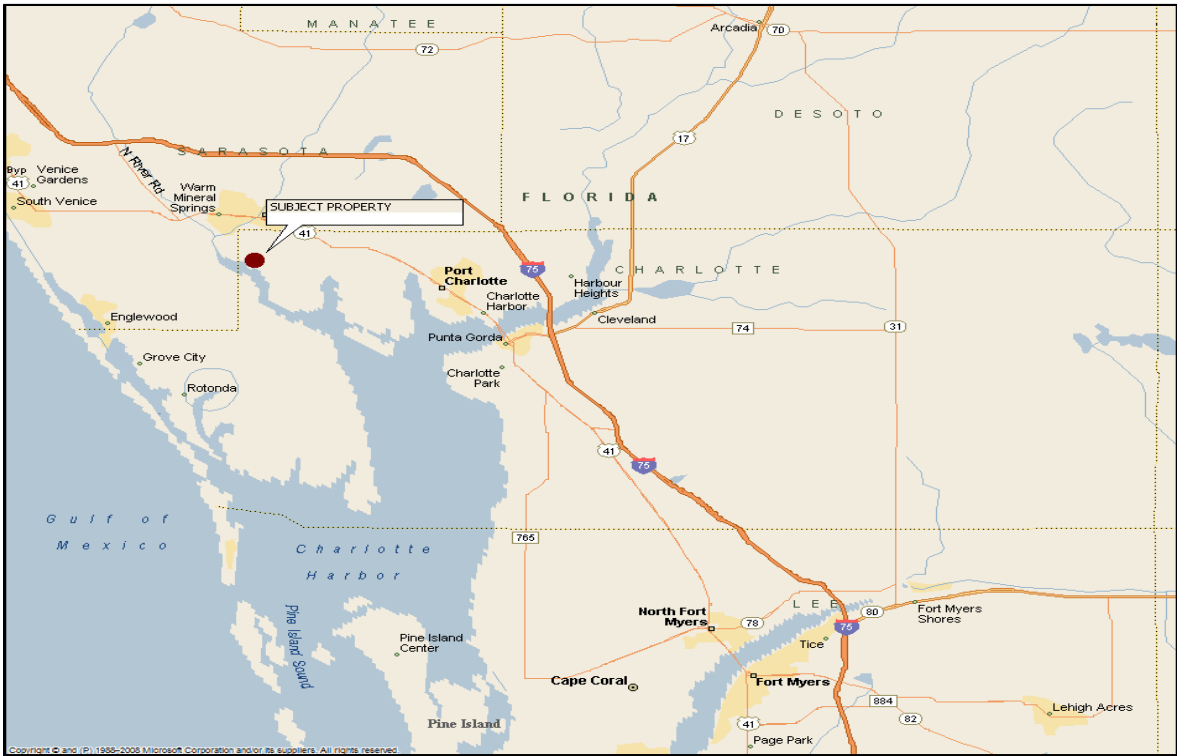 MANATEE
72
Arcadia
70
DESOTO
17
SARASOTA
N River Rd
Byp
41
Venice
Gardens
South Venice
Warm
Mineral
Springs
SUBJECT PROPERTY
41
FLORIDA
75
CHARLOTTE
Port
Charlotte
Harbour
Heights
Charlotte
Harbor
Cleveland
Englewood
74
31
Punta Gorda
Grove City
Charlotte
Park
Rotonda
41
75
Gulf of
Mexico
765
Charlotte
Harbor
Pine Island Sound
LEE
80
Fort Myers
Shores
North Fort
Myers
78
75
Tice
Pine Island
Center
Cape Coral
Fort Myers
884
Lehigh Acres
82
Pine Island
41
Page Park
Copyright © and (P) 1988–2008 Microsoft Corporation and/or its suppliers. All rights reserved.